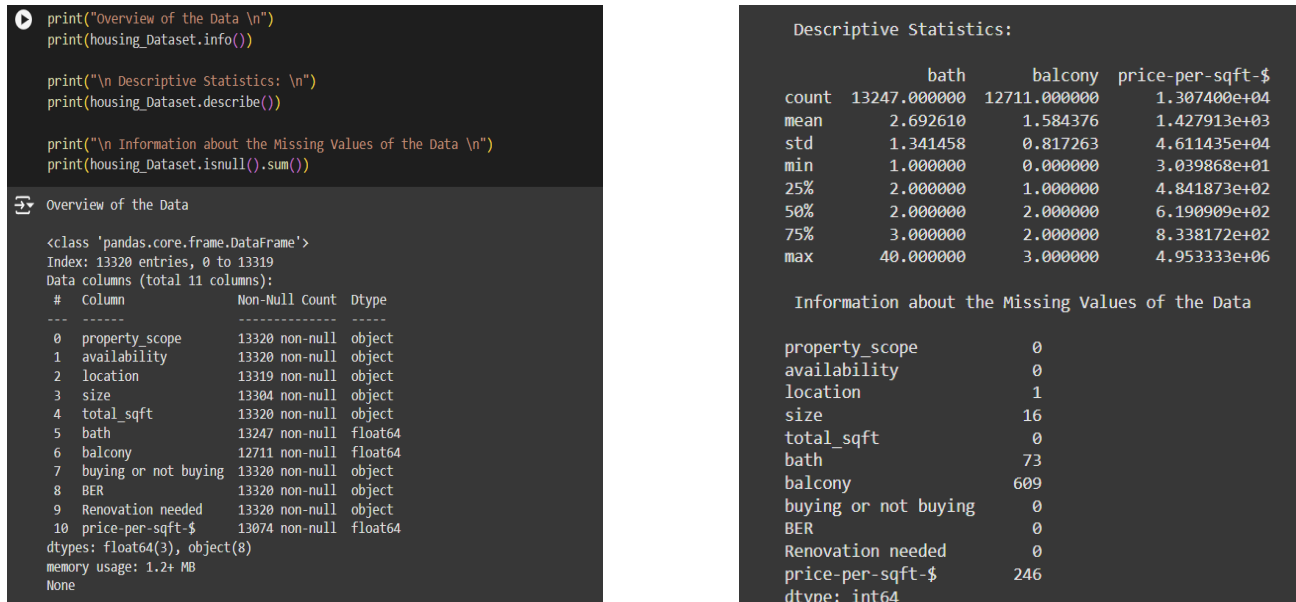 print("Overview of the Data \n")
print(housing_Dataset.info())
print("\n Descriptive Statistics: \n")
print(housing_Dataset.describe())
print("\n Information about the Missing Values of the Data \n")
print(housing_Dataset.isnull().sum())
Overview of the Data
<class 'pandas.core.frame.DataFrame'>
Index: 13320 entries, 0 to 13319
Data columns (total 11 columns):
 #   Column                 Non-Null Count  Dtype
---  ------                 --------------  -----
 0   property_scope         13320 non-null  object
 1   availability           13320 non-null  object
 2   location               13319 non-null  object
 3   size                   13304 non-null  object
 4   total_sqft             13320 non-null  object
 5   bath                   13247 non-null  float64
 6   balcony                12711 non-null  float64
 7   buying or not buying   13320 non-null  object
 8   BER                    13320 non-null  object
 9   Renovation needed      13320 non-null  object
 10  price-per-sqft-$       13074 non-null  float64
dtypes: float64(3), object(8)
memory usage: 1.2+ MB
None
Descriptive Statistics:
               bath       balcony  price-per-sqft-$
count  13247.000000  12711.000000      1.307400e+04
mean       2.692610      1.584376      1.427913e+03
std        1.341458      0.817263      4.611435e+04
min        1.000000      0.000000      3.039868e+01
25%        2.000000      1.000000      4.841873e+02
50%        2.000000      2.000000      6.190909e+02
75%        3.000000      2.000000      8.338172e+02
max       40.000000      3.000000      4.953333e+06
Information about the Missing Values of the Data
property_scope            0
availability              0
location                  1
size                     16
total_sqft                0
bath                     73
balcony                 609
buying or not buying      0
BER                       0
Renovation needed         0
price-per-sqft-$        246
dtype: int64